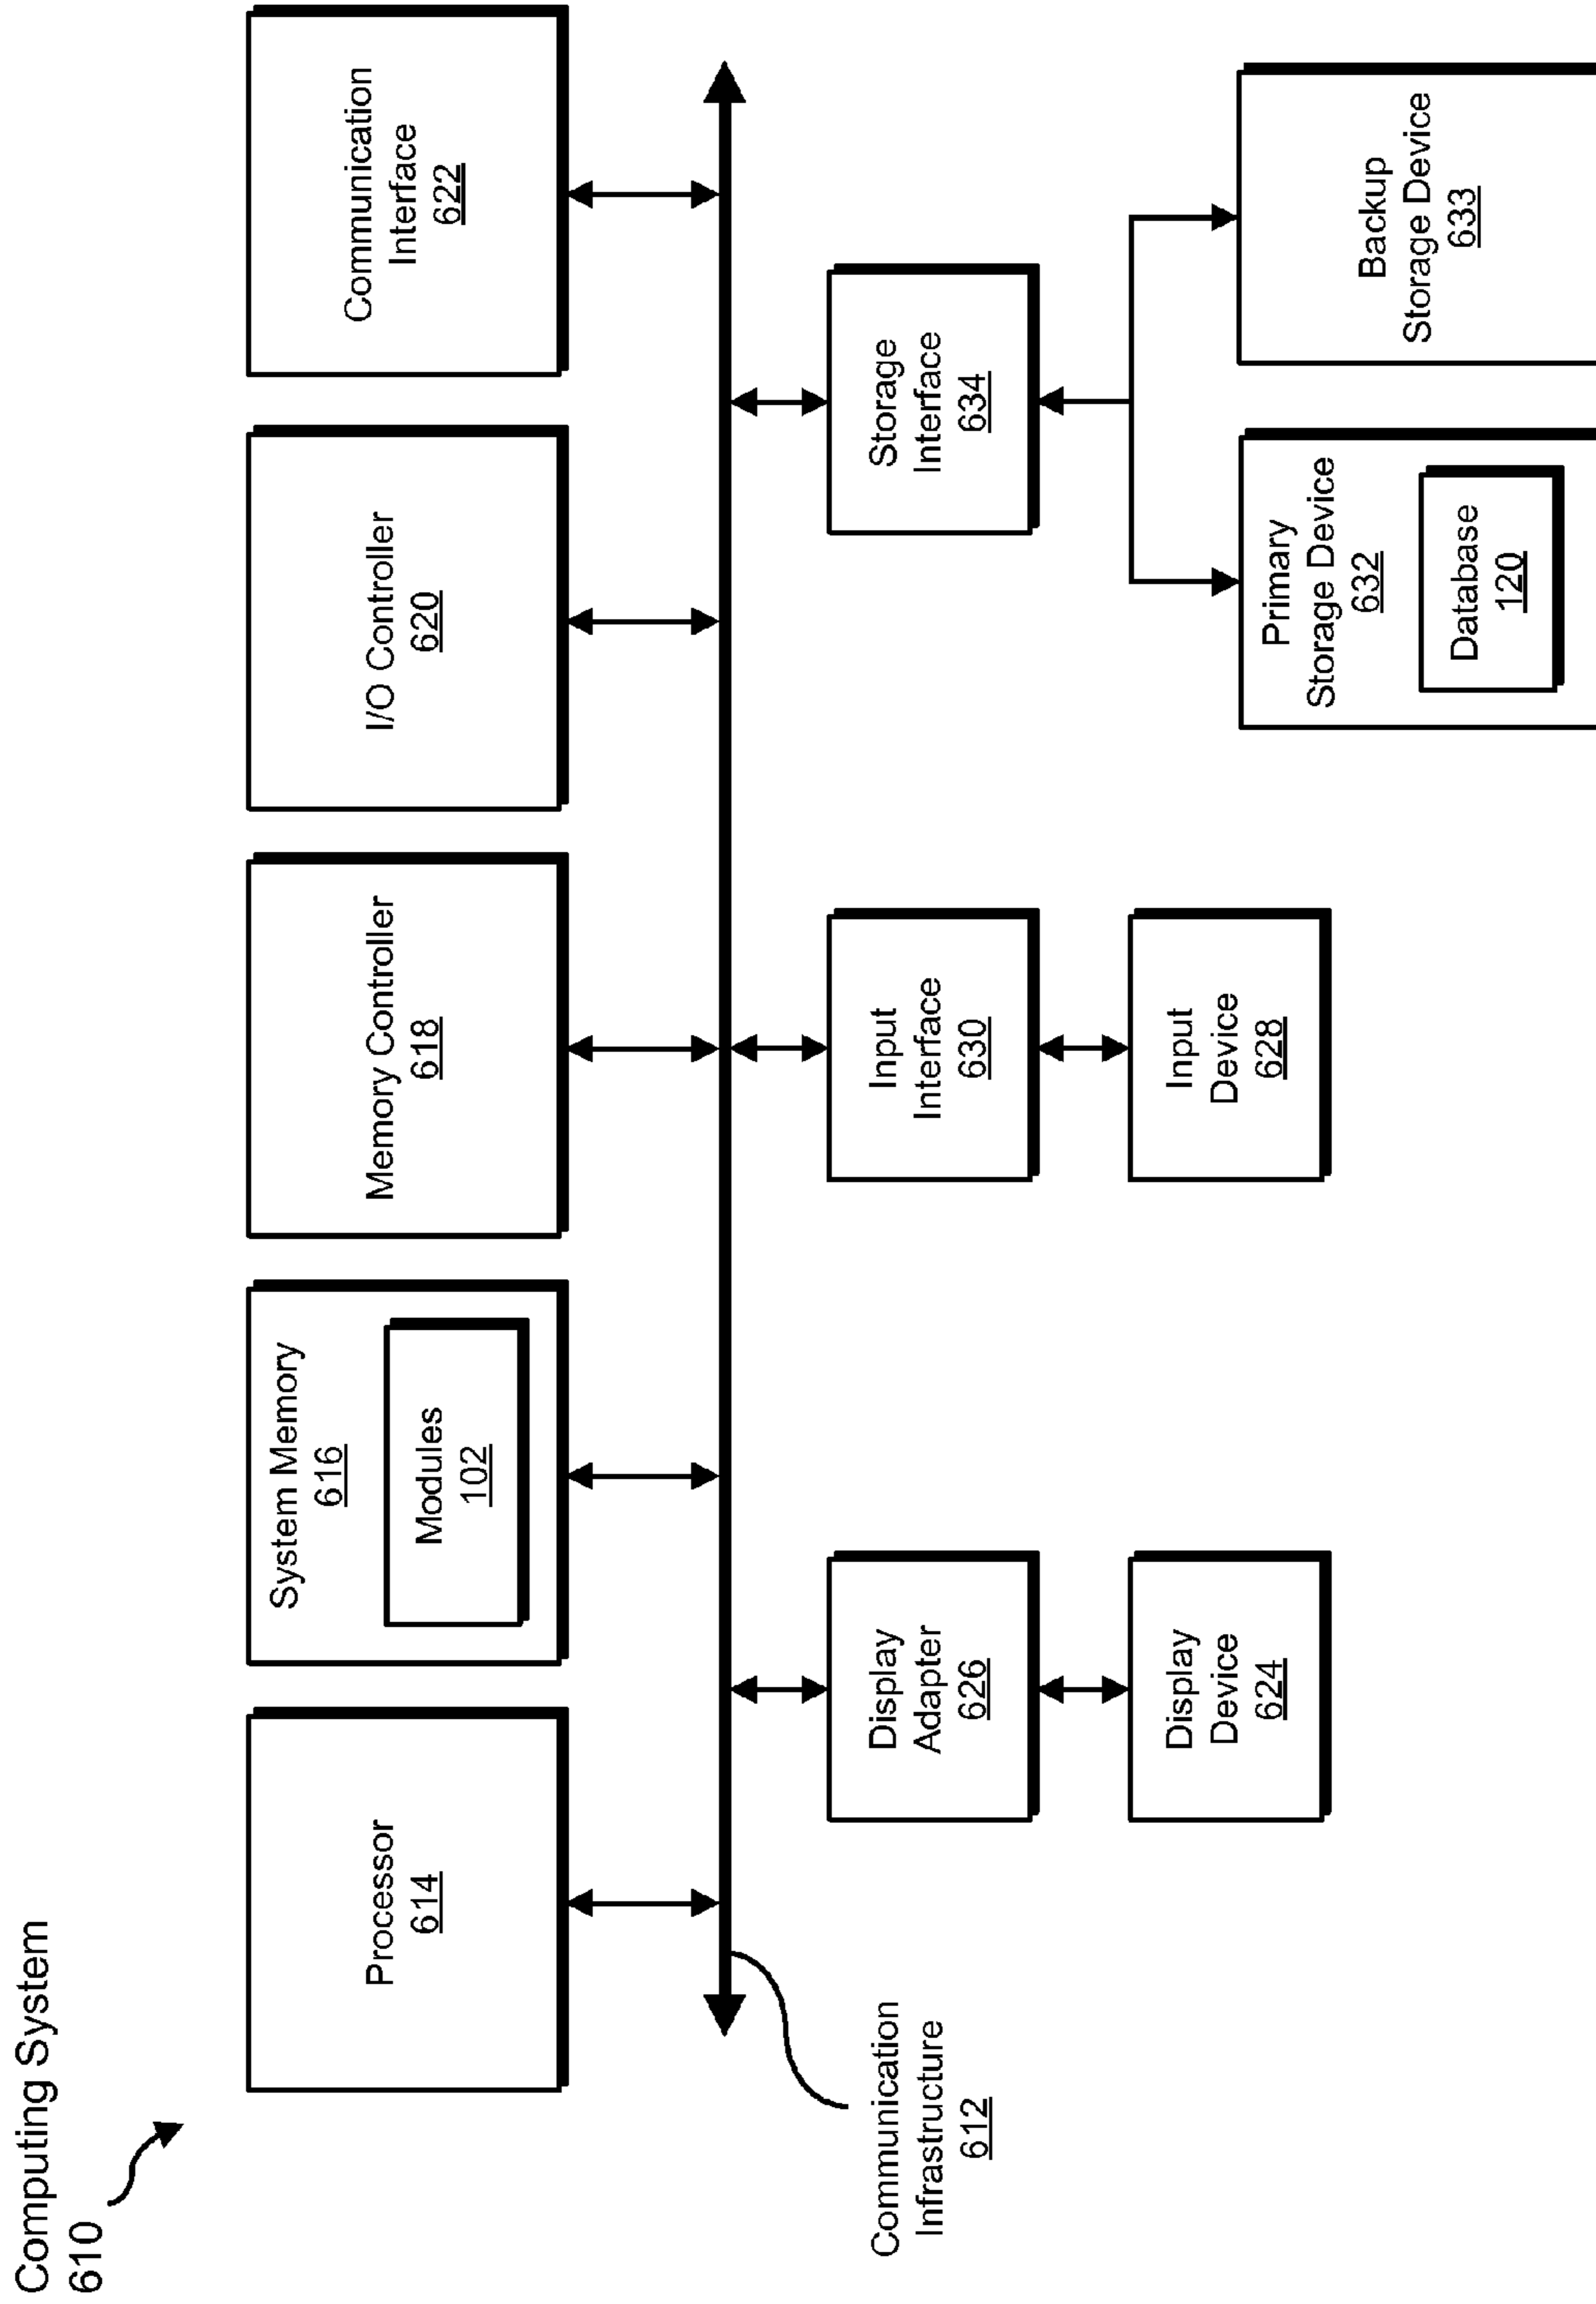 Computing System
610
Processor
614
System Memory
616
Modules
102
Memory Controller
618
I/O Controller
620
Communication
Interface
622
Communication
Infrastructure
612
Display
Adapter
626
Input
Interface
630
Storage
Interface
634
Display
Device
624
Input
Device
628
Primary
Storage Device
632
Database
120
Backup
Storage Device
633